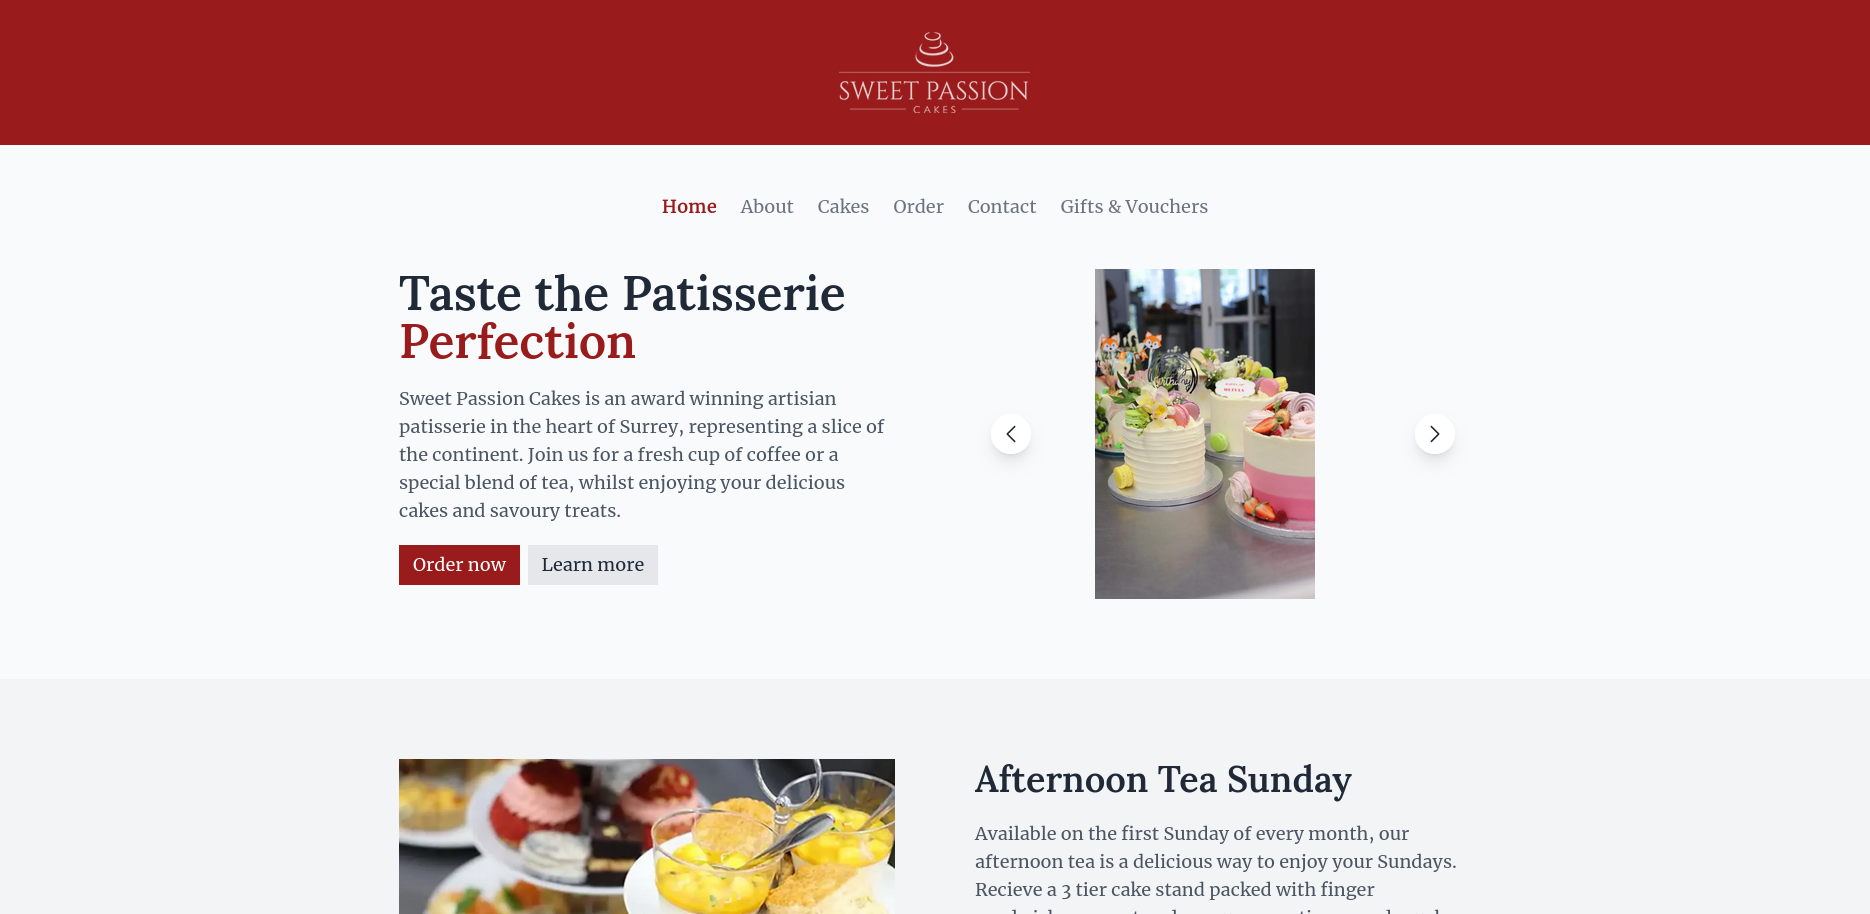 SWEET PASSION
CAKES
Home About Cakes Order Contact Gifts & Vouchers
Taste the Patisserie
Perfection
Sweet Passion Cakes is an award winning artisian
patisserie in the heart of Surrey, representing a slice of
the continent. Join us for a fresh cup of coffee or a
special blend of tea, whilst enjoying your delicious
cakes and savoury treats.
Order now Learn more
birthday
OLIVIA
Afternoon Tea Sunday
Available on the first Sunday of every month, our
afternoon tea is a delicious way to enjoy your Sundays.
Recieve a 3 tier cake stand packed with finger